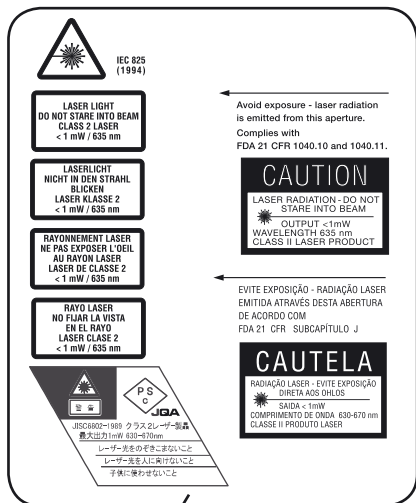 IEC 825
(1994)
LASER LIGHT
DO NOT STARE INTO BEAM
CLASS 2 LASER
< 1 mW / 635 nm
LASERLICHT
NICHT IN DEN STRAHL
BLICKEN
LASER KLASSE 2
< 1 mW / 635 nm
RAYONNEMENT LASER
NE PAS EXPOSER L'OEIL
AU RAYON LASER
LASER DE CLASSE 2
< 1 mW / 635 nm
RAYO LASER
NO FIJAR LA VISTA
EN EL RAYO
LASER CLASE 2
< 1 mW / 635 nm
警告
PS
C
JQA
JISC6802-1989 クラス2レーザー製品
最大出力1mW 630-670nm
レーザー光をのぞきこまないこと
レーザー光を人に向けないこと
子供に使わせないこと
Avoid exposure - laser radiation
is emitted from this aperture.
Complies with
FDA 21 CFR 1040.10 and 1040.11.
CAUTION
LASER RADIATION - DO NOT
STARE INTO BEAM
OUTPUT <1mW
WAVELENGTH 635 nm
CLASS II LASER PRODUCT
EVITE EXPOSIÇÃO - RADIAÇÃO LASER
EMITIDA ATRAVÉS DESTA ABERTURA
DE ACORDO COM
FDA 21 CFR SUBCAPÍTULO J
CAUTELA
RADIAÇÃO LASER - EVITE EXPOSIÇÃO
DIRETA AOS OHLOS
SAIDA < 1mW
COMPRIMENTO DE ONDA 630-670 nm
CLASSE II PRODUTO LASER